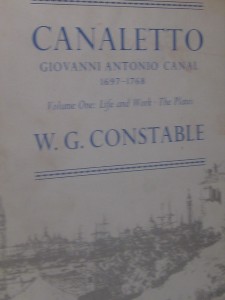 CANALETTO
GIOVANNI ANTONIO CANAL
1697-1768
Volume One: Life and Work · The Plates
W. G. CONSTABLE